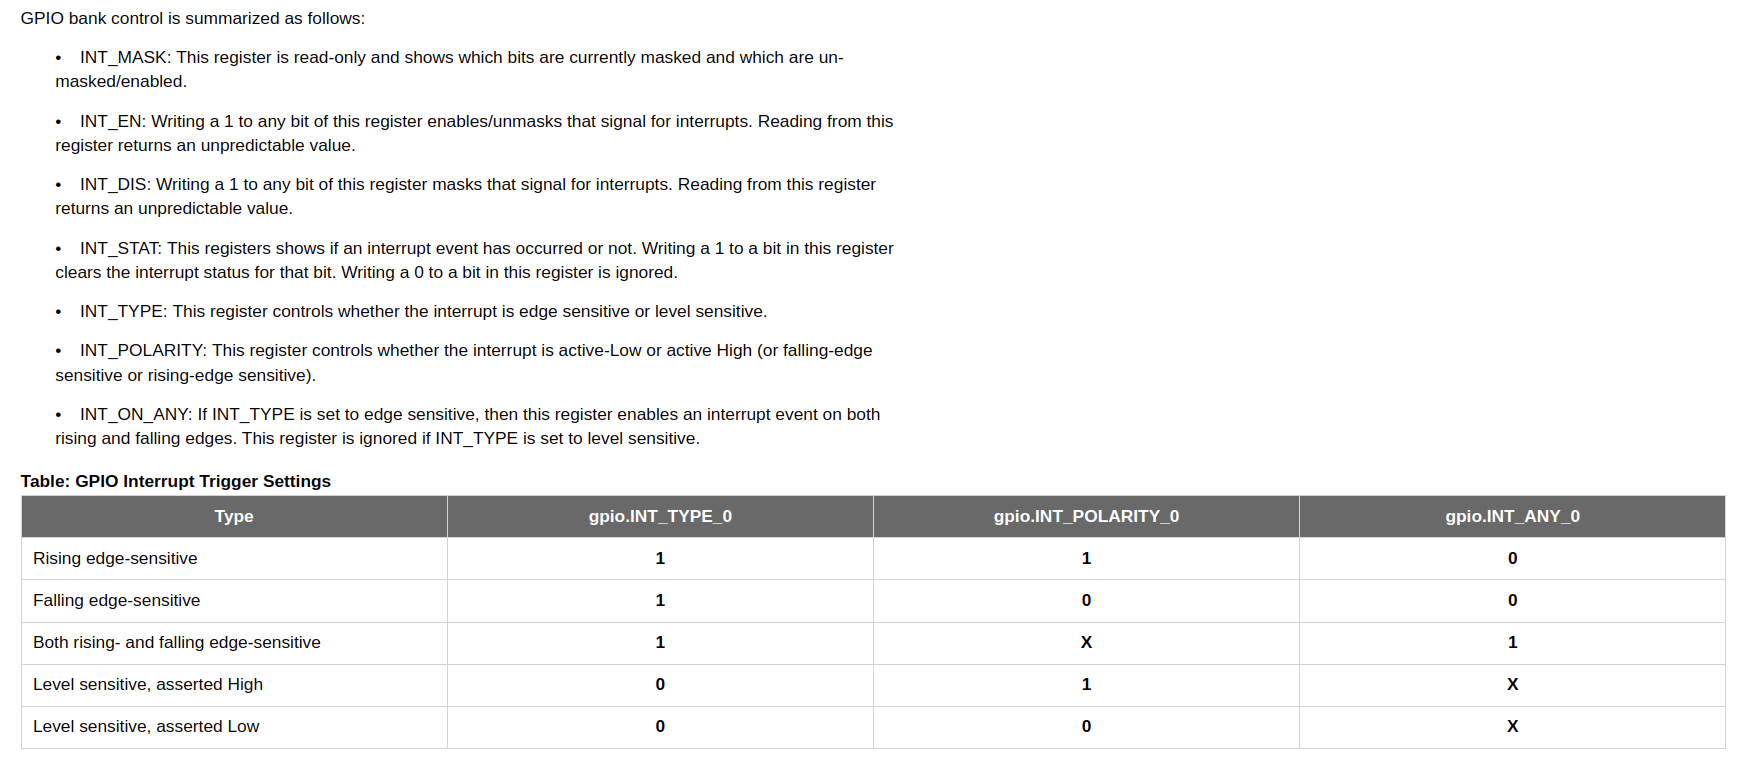 GPIO bank control is summarized as follows:
• INT_MASK: This register is read-only and shows which bits are currently masked and which are un-
masked/enabled.
• INT_EN: Writing a 1 to any bit of this register enables/unmasks that signal for interrupts. Reading from this
register returns an unpredictable value.
• INT_DIS: Writing a 1 to any bit of this register masks that signal for interrupts. Reading from this register
returns an unpredictable value.
• INT_STAT: This registers shows if an interrupt event has occurred or not. Writing a 1 to a bit in this register
clears the interrupt status for that bit. Writing a 0 to a bit in this register is ignored.
• INT_TYPE: This register controls whether the interrupt is edge sensitive or level sensitive.
• INT_POLARITY: This register controls whether the interrupt is active-Low or active High (or falling-edge
sensitive or rising-edge sensitive).
• INT_ON_ANY: If INT_TYPE is set to edge sensitive, then this register enables an interrupt event on both
rising and falling edges. This register is ignored if INT_TYPE is set to level sensitive.
Table: GPIO Interrupt Trigger Settings
Type gpio.INT_TYPE_0 gpio.INT_POLARITY_0 gpio.INT_ANY_0
Rising edge-sensitive 1 1 0
Falling edge-sensitive 1 0 0
Both rising- and falling edge-sensitive 1 X 1
Level sensitive, asserted High 0 1 X
Level sensitive, asserted Low 0 0 X